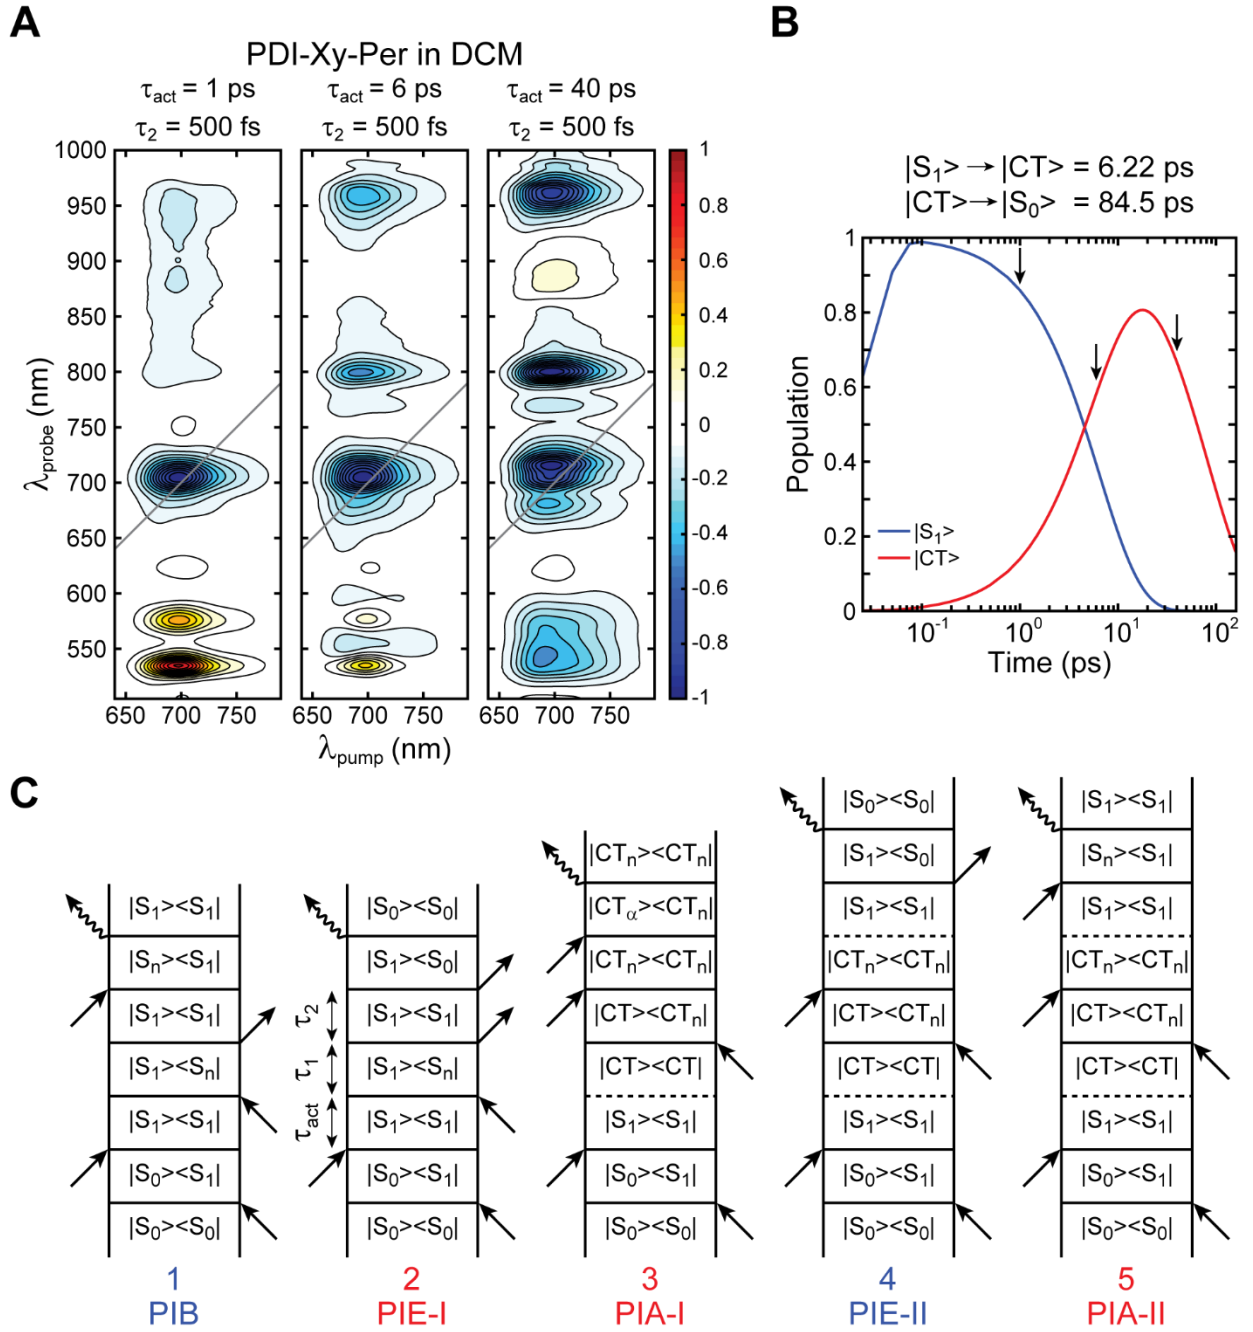 A
PDI-Xy-Per in DCM
τact = 1 ps
τ2 = 500 fs
τact = 6 ps
τ2 = 500 fs
τact = 40 ps
τ2 = 500 fs
1000
950
900
850
800
750
700
650
600
550
λprobe (nm)
650 700 750
650 700 750
650 700 750
λpump (nm)
1
0.8
0.6
0.4
0.2
0
-0.2
-0.4
-0.6
-0.8
-1
B
|S1> → |CT> = 6.22 ps
|CT> → |S0> = 84.5 ps
1
0.8
0.6
0.4
0.2
0
Population
|S1>
|CT>
10-1 100 101 102
Time (ps)
C
|S1><S1|
|Sn><S1|
|S1><S1|
|S1><Sn|
|S1><S1|
|S0><S1|
|S0><S0|
1
PIB
τ2
τ1
τact
|S0><S0|
|S1><S0|
|S1><S1|
|S1><Sn|
|S1><S1|
|S0><S1|
|S0><S0|
2
PIE-I
|CTn><CTn|
|CTα><CTn|
|CTn><CTn|
|CT><CTn|
|CT><CT|
|S1><S1|
|S0><S1|
|S0><S0|
3
PIA-I
|S0><S0|
|S1><S0|
|S1><S1|
|CTn><CTn|
|CT><CTn|
|CT><CT|
|S1><S1|
|S0><S1|
|S0><S0|
4
PIE-II
|S1><S1|
|Sn><S1|
|S1><S1|
|CTn><CTn|
|CT><CTn|
|CT><CT|
|S1><S1|
|S0><S1|
|S0><S0|
5
PIA-II